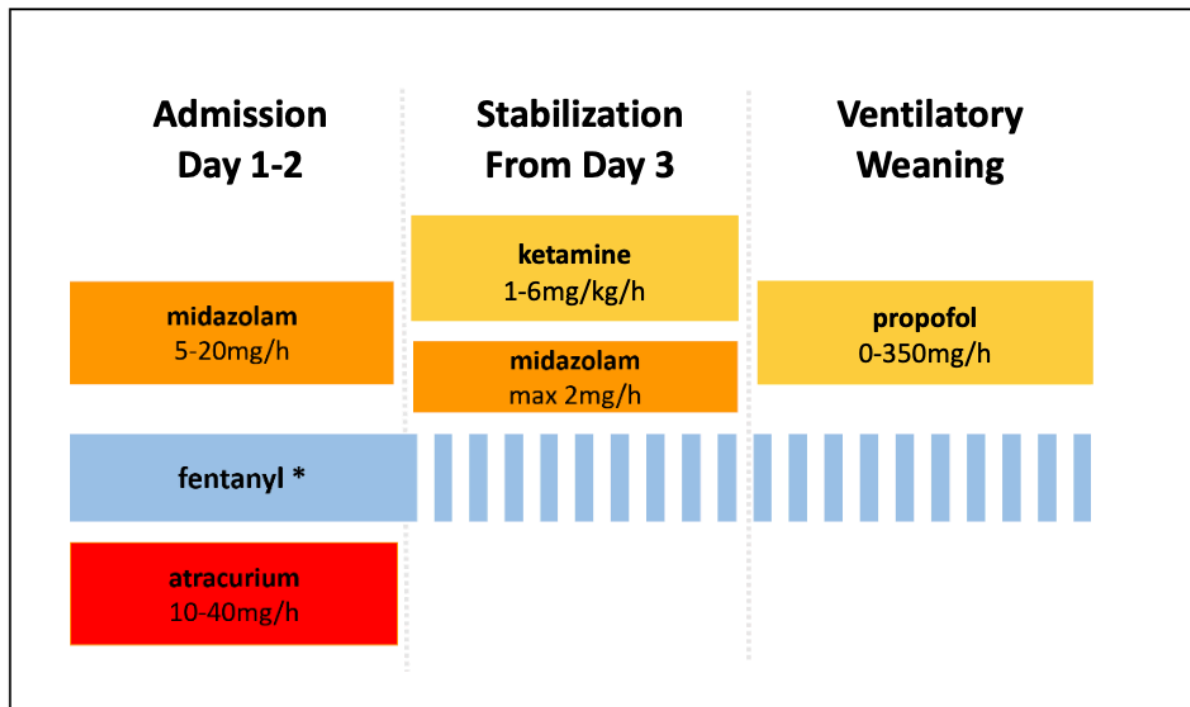 Admission
Day 1-2
Stabilization
From Day 3
Ventilatory
Weaning
midazolam
5-20mg/h
ketamine
1-6mg/kg/h
midazolam
max 2mg/h
propofol
0-350mg/h
fentanyl *
atracurium
10-40mg/h